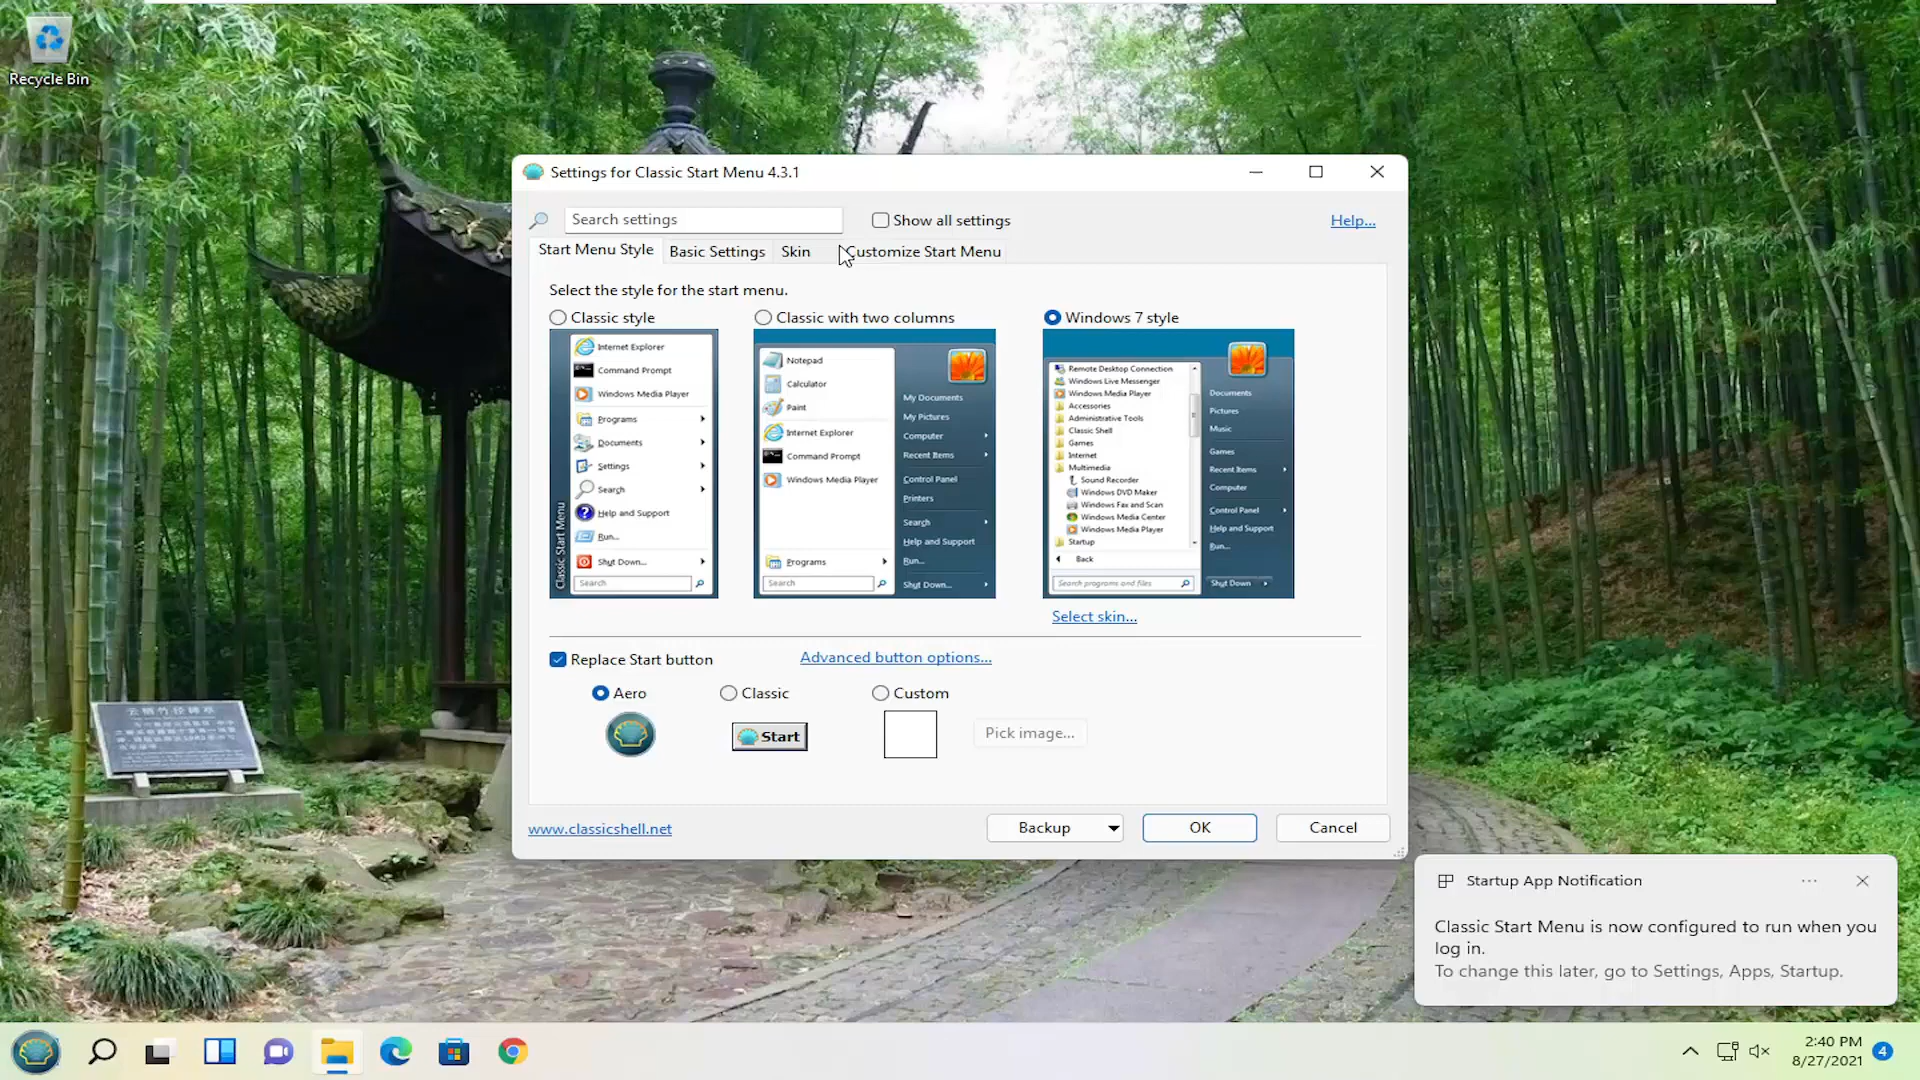 Recycle Bin
Settings for Classic Start Menu 4.3.1
Search settings
Show all settings
Help...
Start Menu Style
Basic Settings
Skin
Customize Start Menu
Select the style for the start menu.
Classic style
Classic with two columns
Windows 7 style
Internet Explorer
Command Prompt
Windows Media Player
Programs
Documents
Settings
Search
Help and Support
Run...
Shut Down...
Search
Classic Start Menu
Notepad
Calculator
Paint
Internet Explorer
Command Prompt
Windows Media Player
Programs
Search
My Documents
My Pictures
Computer
Recent Items
Control Panel
Printers
Search
Help and Support
Run...
Shut Down...
Remote Desktop Connection
Windows Live Messenger
Windows Media Player
Accessories
Administrative Tools
Classic Shell
Games
Internet
Multimedia
Sound Recorder
Windows DVD Maker
Windows Fax and Scan
Windows Media Center
Windows Media Player
Startup
Back
Search programs and files
Documents
Pictures
Music
Games
Recent Items
Computer
Control Panel
Help and Support
Run...
Shut Down
Select skin...
Replace Start button
Advanced button options...
Aero
Classic
Custom
Start
Pick image...
www.classicshell.net
Backup
OK
Cancel
Startup App Notification
Classic Start Menu is now configured to run when you
log in.
To change this later, go to Settings, Apps, Startup.
2:40 PM
8/27/2021
4